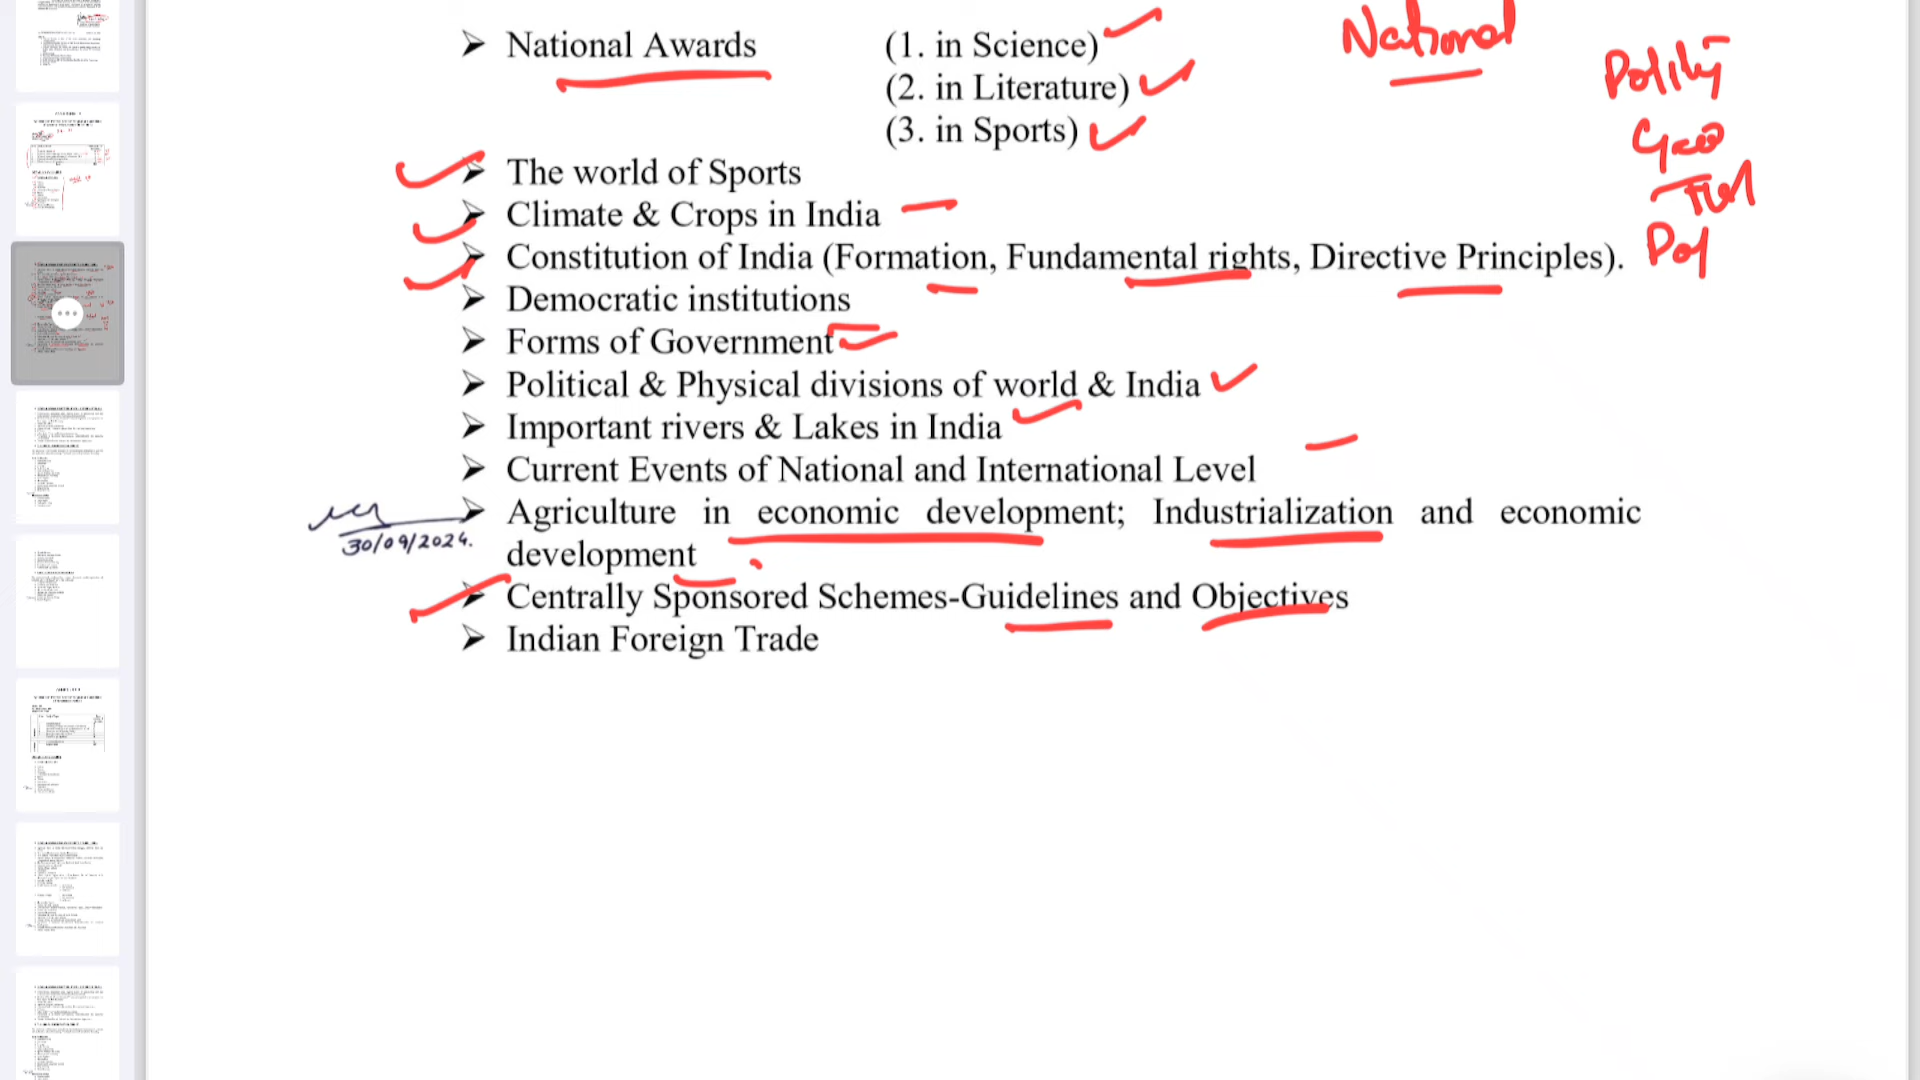 ➤ National Awards (1. in Science)
(2. in Literature)
(3. in Sports)
➤ The world of Sports
➤ Climate & Crops in India
➤ Constitution of India (Formation, Fundamental rights, Directive Principles).
➤ Democratic institutions
➤ Forms of Government
➤ Political & Physical divisions of world & India
➤ Important rivers & Lakes in India
➤ Current Events of National and International Level
➤ Agriculture in economic development; Industrialization and economic
development
➤ Centrally Sponsored Schemes-Guidelines and Objectives
➤ Indian Foreign Trade
National
Polity
Geo
Pol
30/09/2024.